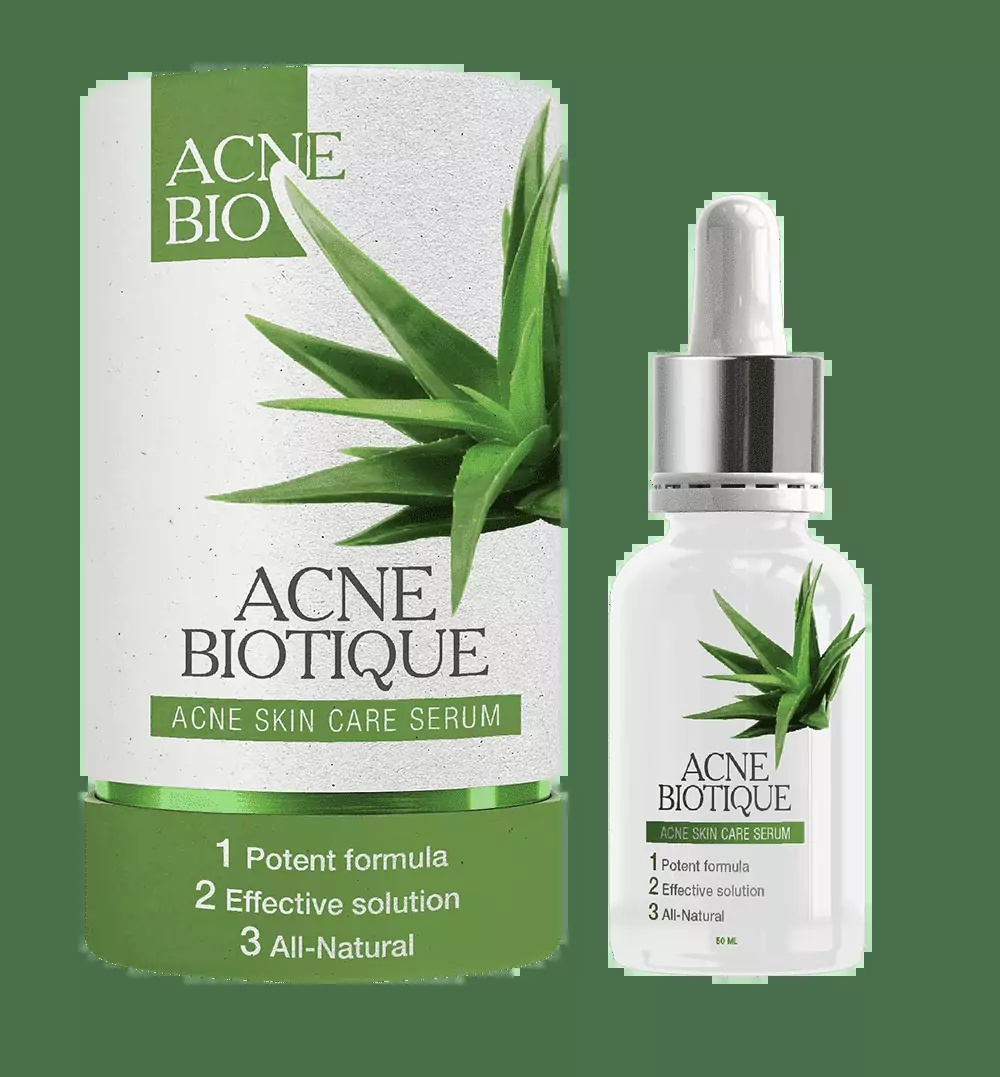 ACNE
BIO
ACNE
BIOTIQUE
ACNE SKIN CARE SERUM
1 Potent formula
2 Effective solution
3 All-Natural
ACNE
BIOTIQUE
ACNE SKIN CARE SERUM
1 Potent formula
2 Effective solution
3 All-Natural
50 ML